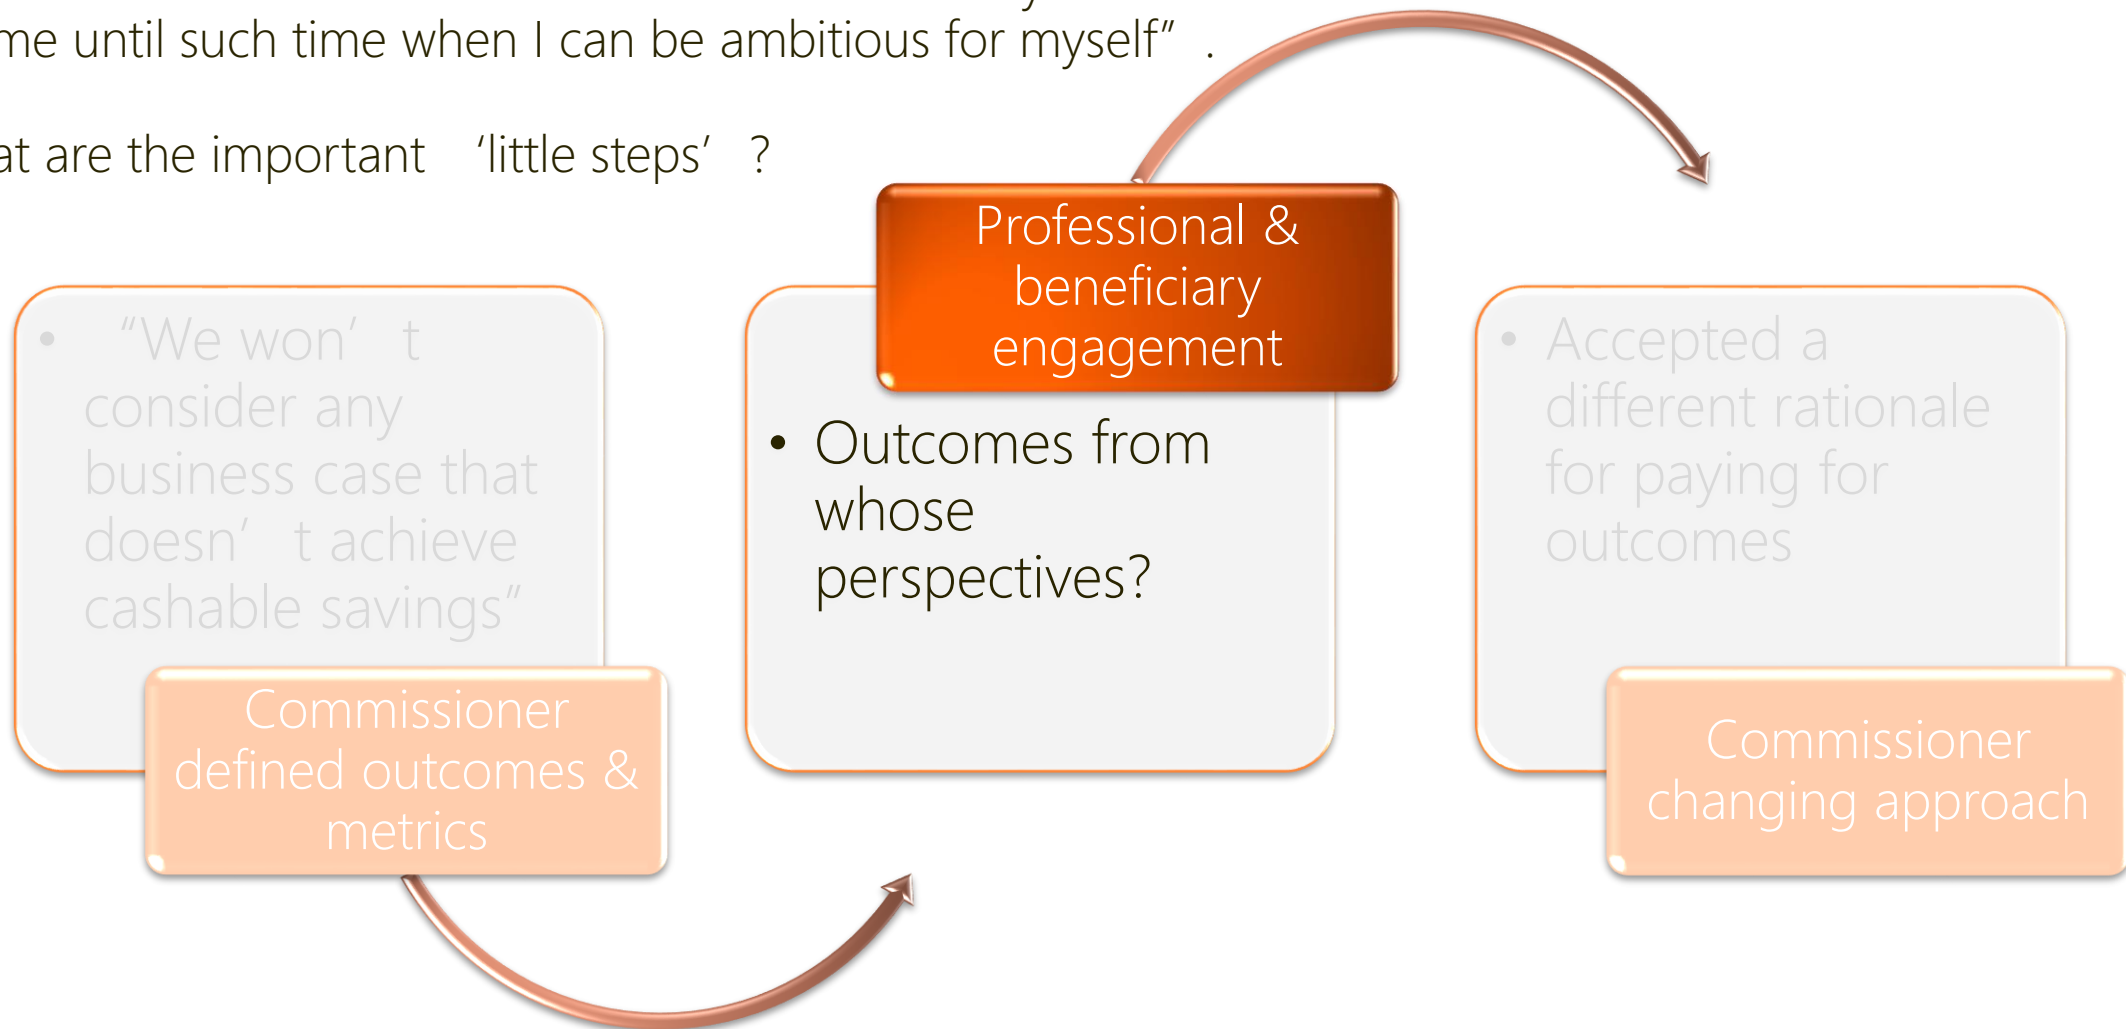 me until such time when I can be ambitious for myself” .
at are the important ‘little steps’ ?
Professional &
beneficiary
engagement
• “We won’ t
consider any
business case that
doesn’ t achieve
cashable savings”
Commissioner
defined outcomes &
metrics
• Outcomes from
whose
perspectives?
• Accepted a
different rationale
for paying for
outcomes
Commissioner
changing approach